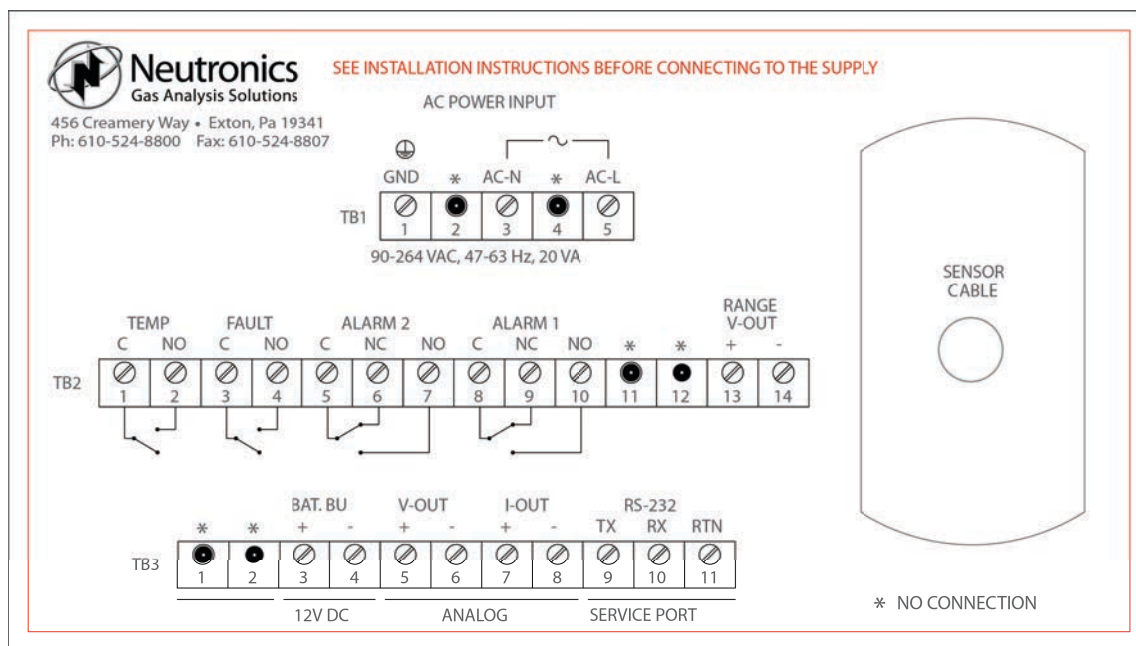 Neutronics
Gas Analysis Solutions
456 Creamery Way • Exton, Pa 19341
Ph: 610-524-8800 Fax: 610-524-8807
SEE INSTALLATION INSTRUCTIONS BEFORE CONNECTING TO THE SUPPLY
AC POWER INPUT
GND * AC-N * AC-L
TB1
1 2 3 4 5
90-264 VAC, 47-63 Hz, 20 VA
SENSOR
CABLE
TEMP FAULT ALARM 2 ALARM 1 RANGE V-OUT
C NO C NO C NC NO C NC NO * * + -
TB2
1 2 3 4 5 6 7 8 9 10 11 12 13 14
BAT. BU V-OUT I-OUT RS-232
* * + - + - + - TX RX RTN
TB3
1 2 3 4 5 6 7 8 9 10 11
12V DC ANALOG SERVICE PORT
* NO CONNECTION